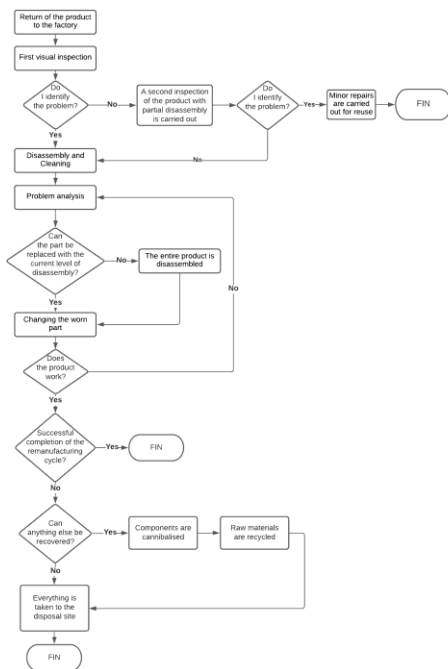 Return of the product
to the factory
First visual inspection
Do
I identify
the problem?
No
A second inspection
of the product with
partial disassembly
is carried out
Do
I identify
the problem?
Yes
Minor repairs
are carried
out for reuse
FIN
Yes
No
Disassembly and
Cleaning
Problem analysis
Can
the part be
replaced with the
current level of
disassembly?
No
The entire product is
disassembled
No
Yes
Changing the worn
part
Does
the product
work?
Yes
Successful
completion of the
remanufacturing
cycle?
Yes
FIN
No
Can
anything else be
recovered?
Yes
Components are
cannibalised
Raw materials
are recycled
No
Everything is
taken to the
disposal site
FIN